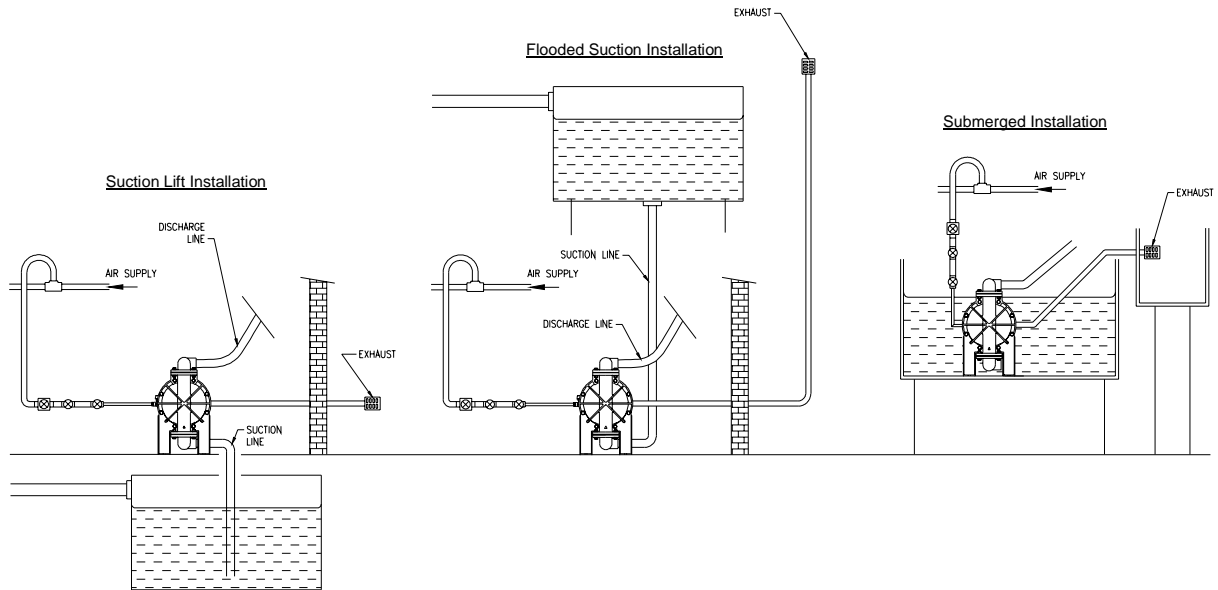 Suction Lift Installation
DISCHARGE
LINE
AIR SUPPLY
EXHAUST
SUCTION
LINE
Flooded Suction Installation
EXHAUST
SUCTION LINE
AIR SUPPLY
DISCHARGE LINE
Submerged Installation
AIR SUPPLY
EXHAUST